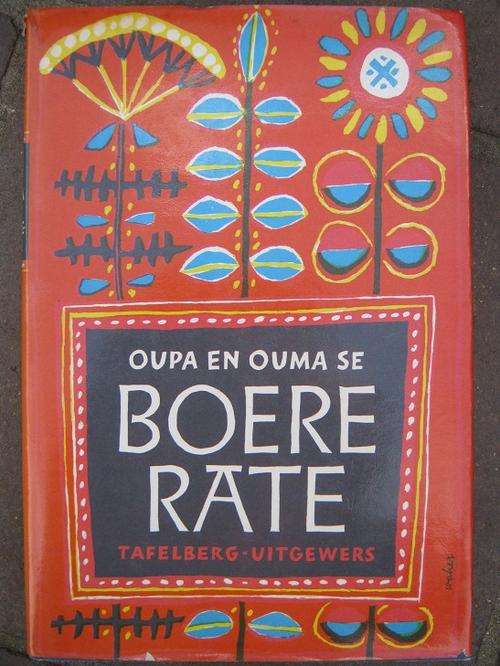 OUPA EN OUMA SE
BOERE
RATE
TAFELBERG-UITGEWERS